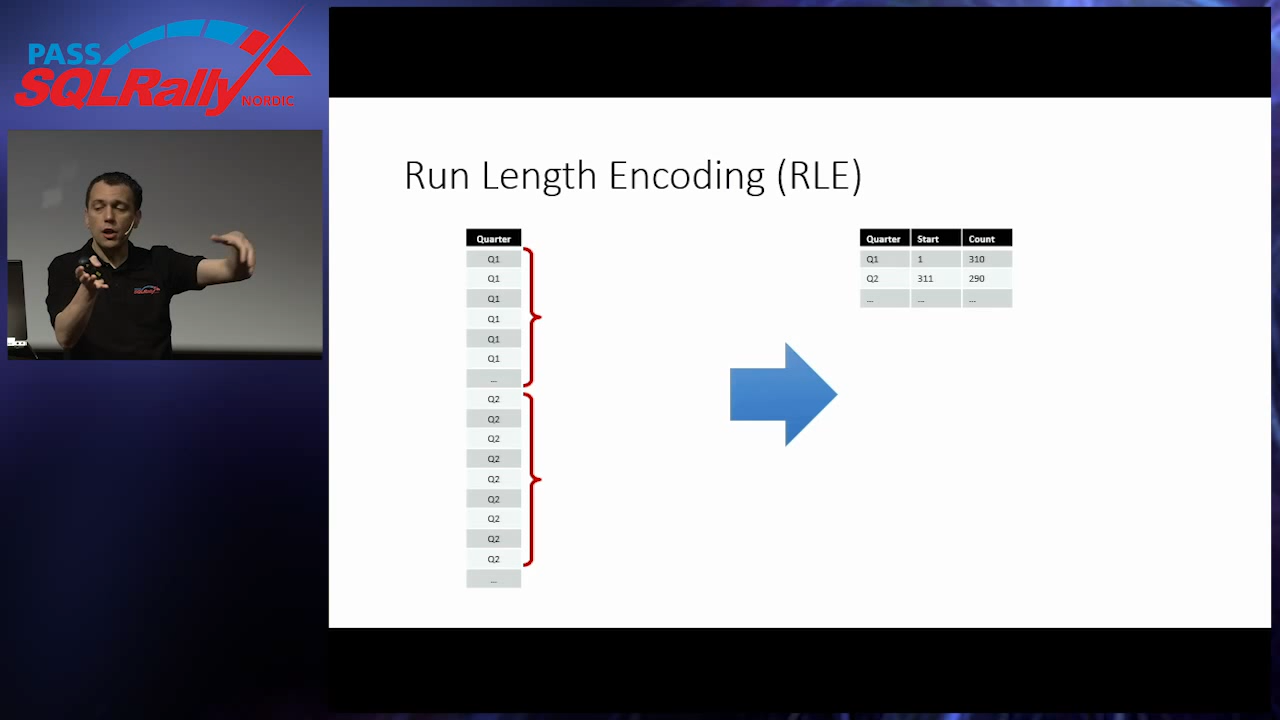 PASS
SQLRally
NORDIC
SQLRally
Run Length Encoding (RLE)
Quarter
Q1
Q1
Q1
Q1
Q1
Q1
...
Q2
Q2
Q2
Q2
Q2
Q2
Q2
Q2
Q2
...
Quarter Start Count
Q1 1 310
Q2 311 290
... ... ...